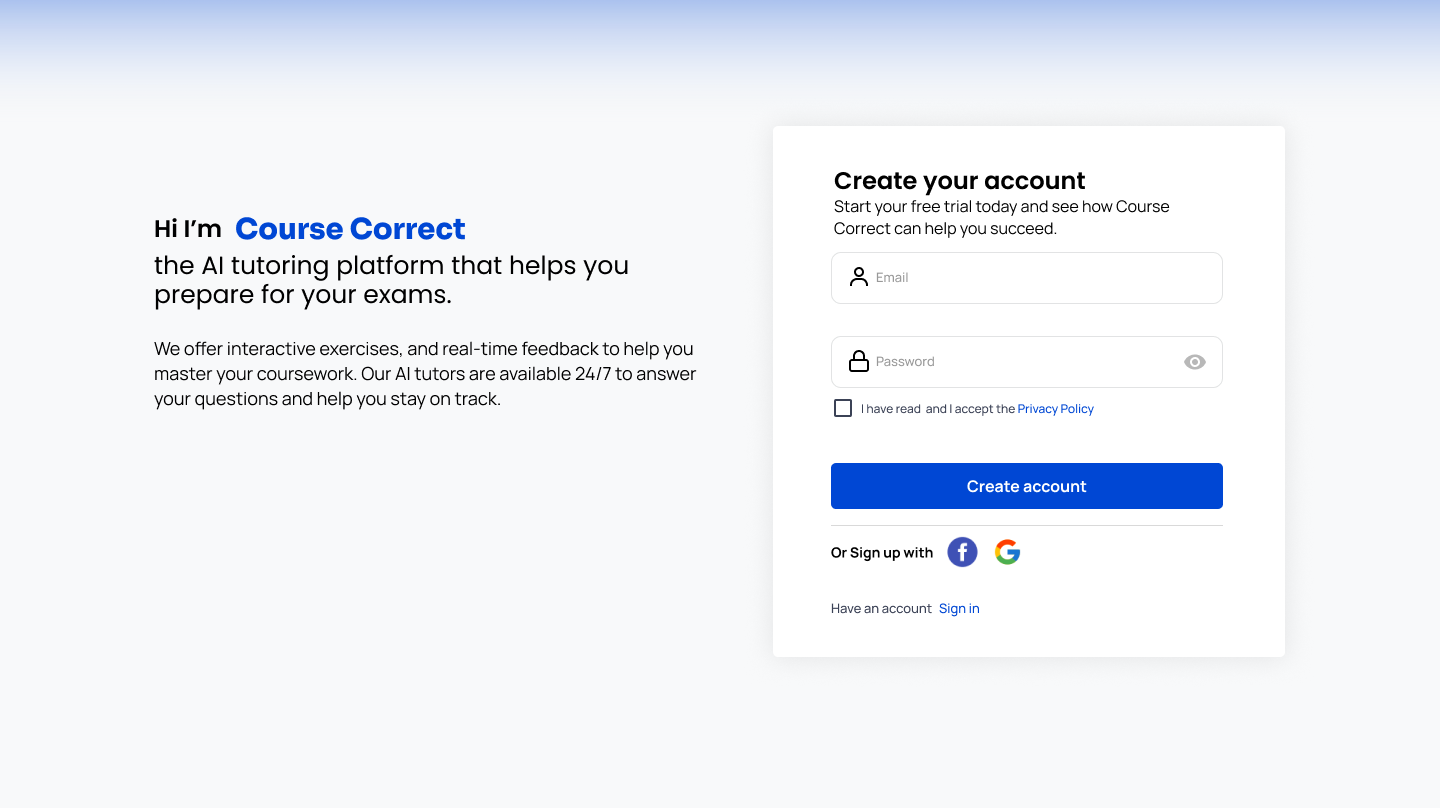 Hi I’m Course Correct
the AI tutoring platform that helps you
prepare for your exams.
We offer interactive exercises, and real-time feedback to help you
master your coursework. Our AI tutors are available 24/7 to answer
your questions and help you stay on track.
Create your account
Start your free trial today and see how Course
Correct can help you succeed.
Email
Password
I have read and I accept the Privacy Policy
Create account
Or Sign up with
Have an account Sign in